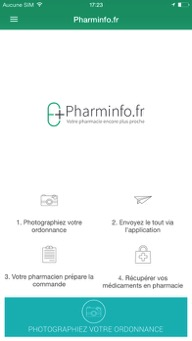 Aucune SIM 17:23
Pharminfo.fr
Pharminfo.fr
Votre pharmacie encore plus proche
1. Photographiez votre
ordonnance
2. Envoyez le tout via
l'application
3. Votre pharmacien prépare la
commande
4. Récupérer vos
médicaments en pharmacie
PHOTOGRAPHIEZ VOTRE ORDONNANCE